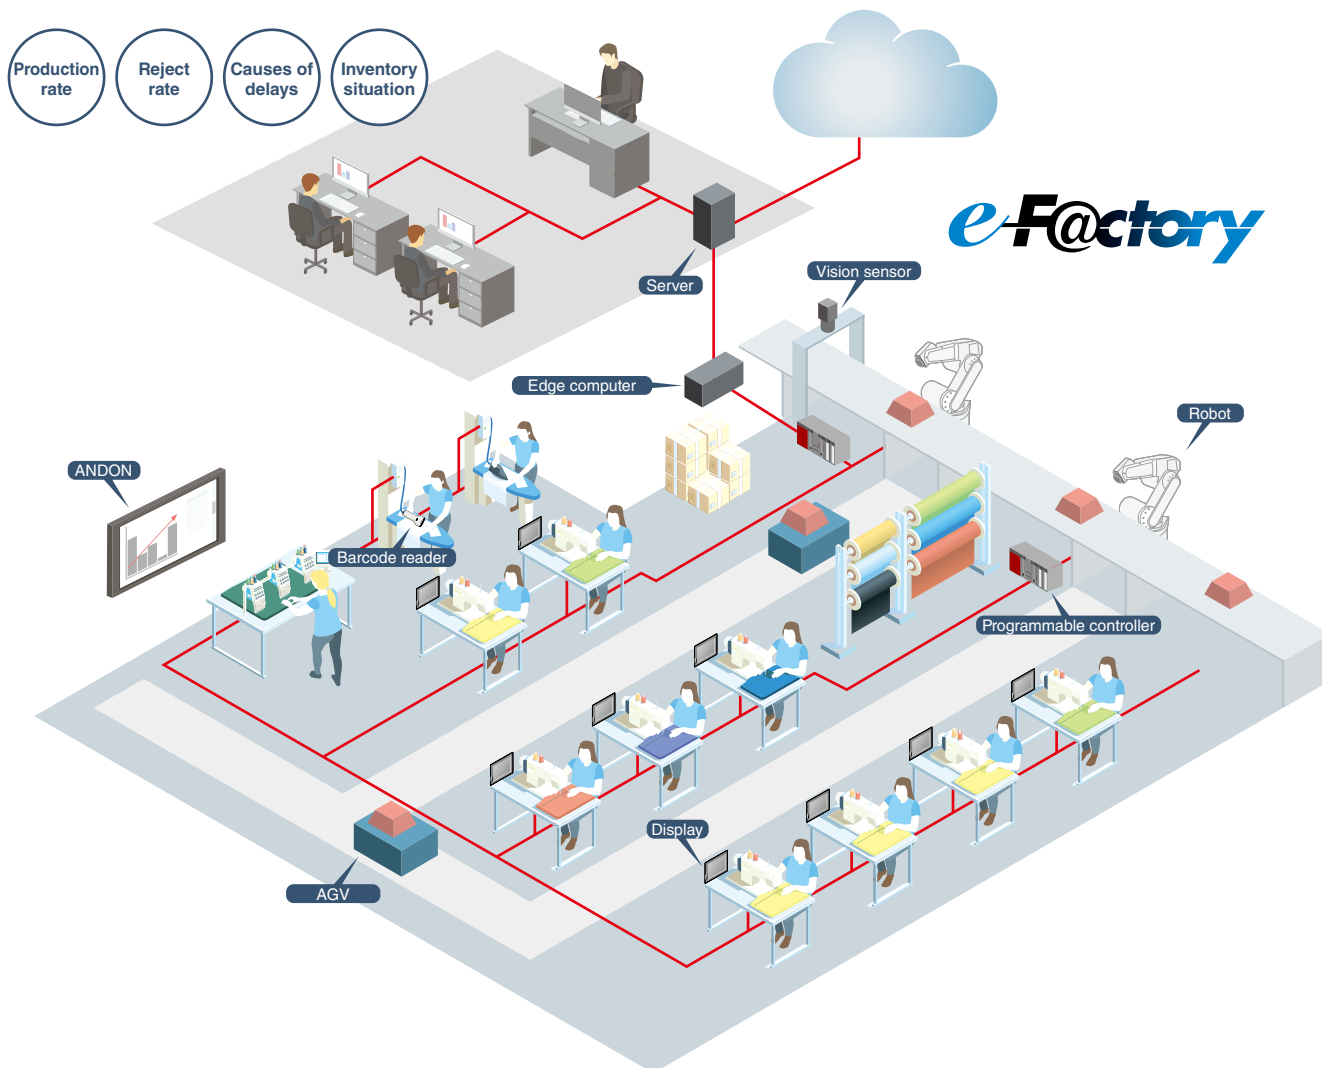 Production
rate
Reject
rate
Causes of
delays
Inventory
situation
e-F@ctory
Server
Vision sensor
Edge computer
Robot
ANDON
Barcode reader
Programmable controller
Display
AGV